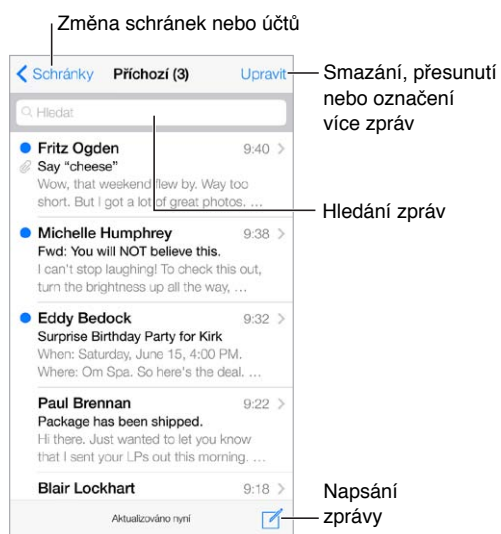 Změna schránek nebo účtů
Schránky Příchozí (3) Upravit
Smazání, přesunutí
nebo označení
více zpráv
Hledat
Fritz Ogden 9:40
Say “cheese”
Wow, that weekend flew by. Way too
short. But I got a lot of great photos. …
Hledání zpráv
Michelle Humphrey 9:38
Fwd: You will NOT believe this.
I can't stop laughing! To check this out,
turn the brightness up all the way, …
Eddy Bedock 9:32
Surprise Birthday Party for Kirk
When: Saturday, June 15, 4:00 PM.
Where: Om Spa. So here's the deal. …
Paul Brennan 9:22
Package has been shipped.
Hi there. Just wanted to let you know
that I sent your LPs out this morning. …
Blair Lockhart 9:18
Aktualizováno nyní
Napsání
zprávy